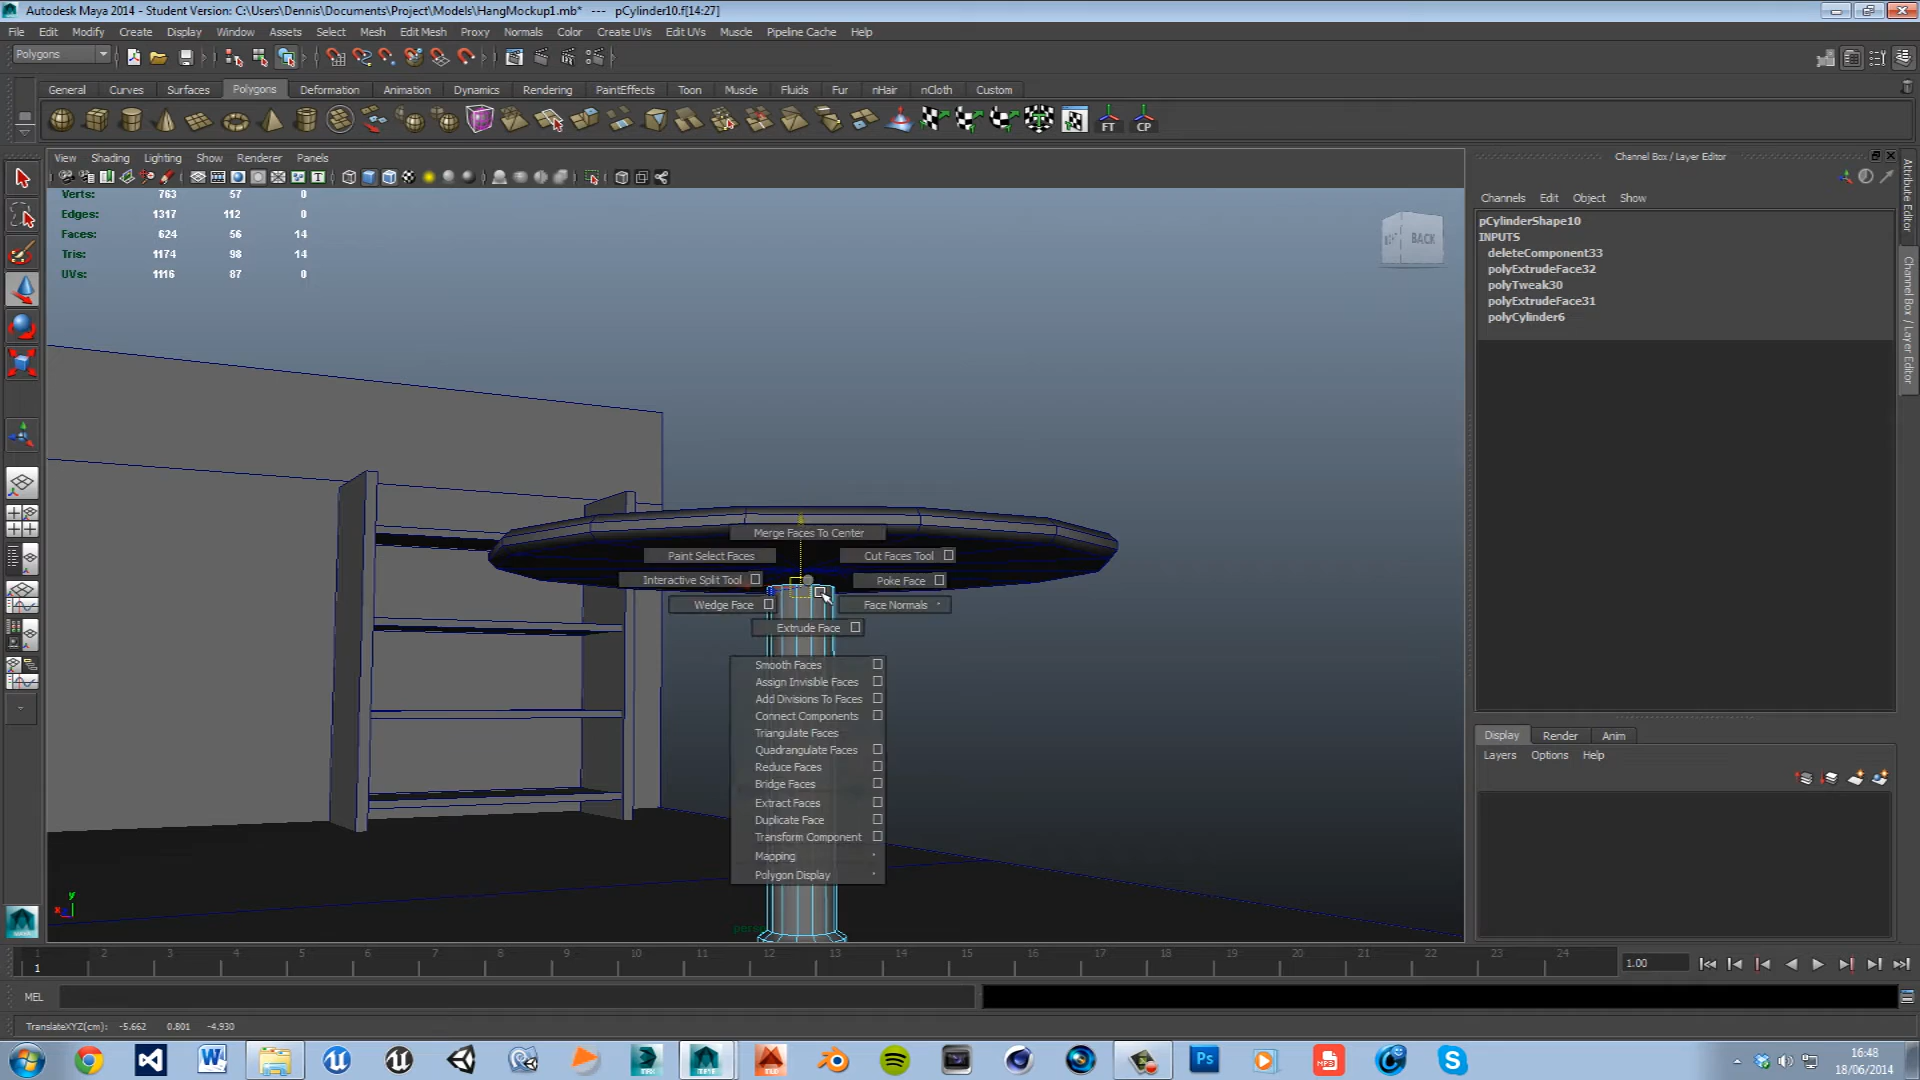 Autodesk Maya 2014 - Student Version: C:\Users\Dennis\Documents\Project\Models\HangMockup1.mb* --- pCylinder10.f[14:27]
File Edit Modify Create Display Window Assets Select Mesh Edit Mesh Proxy Normals Color Create UVs Edit UVs Muscle Pipeline Cache Help
Polygons
General Curves Surfaces Polygons Deformation Animation Dynamics Rendering PaintEffects Toon Muscle Fluids Fur nHair nCloth Custom
FT CP
View Shading Lighting Show Renderer Panels
Channel Box / Layer Editor
Verts: 763 57 0
Edges: 1317 112 0
Faces: 624 56 14
Tris: 1174 98 14
UVs: 1116 87 0
BACK
Channels Edit Object Show
pCylinderShape10
INPUTS
deleteComponent33
polyExtrudeFace32
polyTweak30
polyExtrudeFace31
polyCylinder6
Attribute Editor
Channel Box / Layer Editor
Merge Faces To Center
Paint Select Faces Cut Faces Tool
Interactive Split Tool Poke Face
Wedge Face Face Normals
Extrude Face
Smooth Faces
Assign Invisible Faces
Add Divisions To Faces
Connect Components
Triangulate Faces
Quadrangulate Faces
Reduce Faces
Bridge Faces
Extract Faces
Duplicate Face
Transform Component
Mapping
Polygon Display
Display Render Anim
Layers Options Help
y
x
persp
1 2 3 4 5 6 7 8 9 10 11 12 13 14 15 16 17 18 19 20 21 22 23 24
1
1.00
MEL
TranslateXYZ(cm): -5.662 0.801 -4.930
Ps
MP3
16:48
18/06/2014